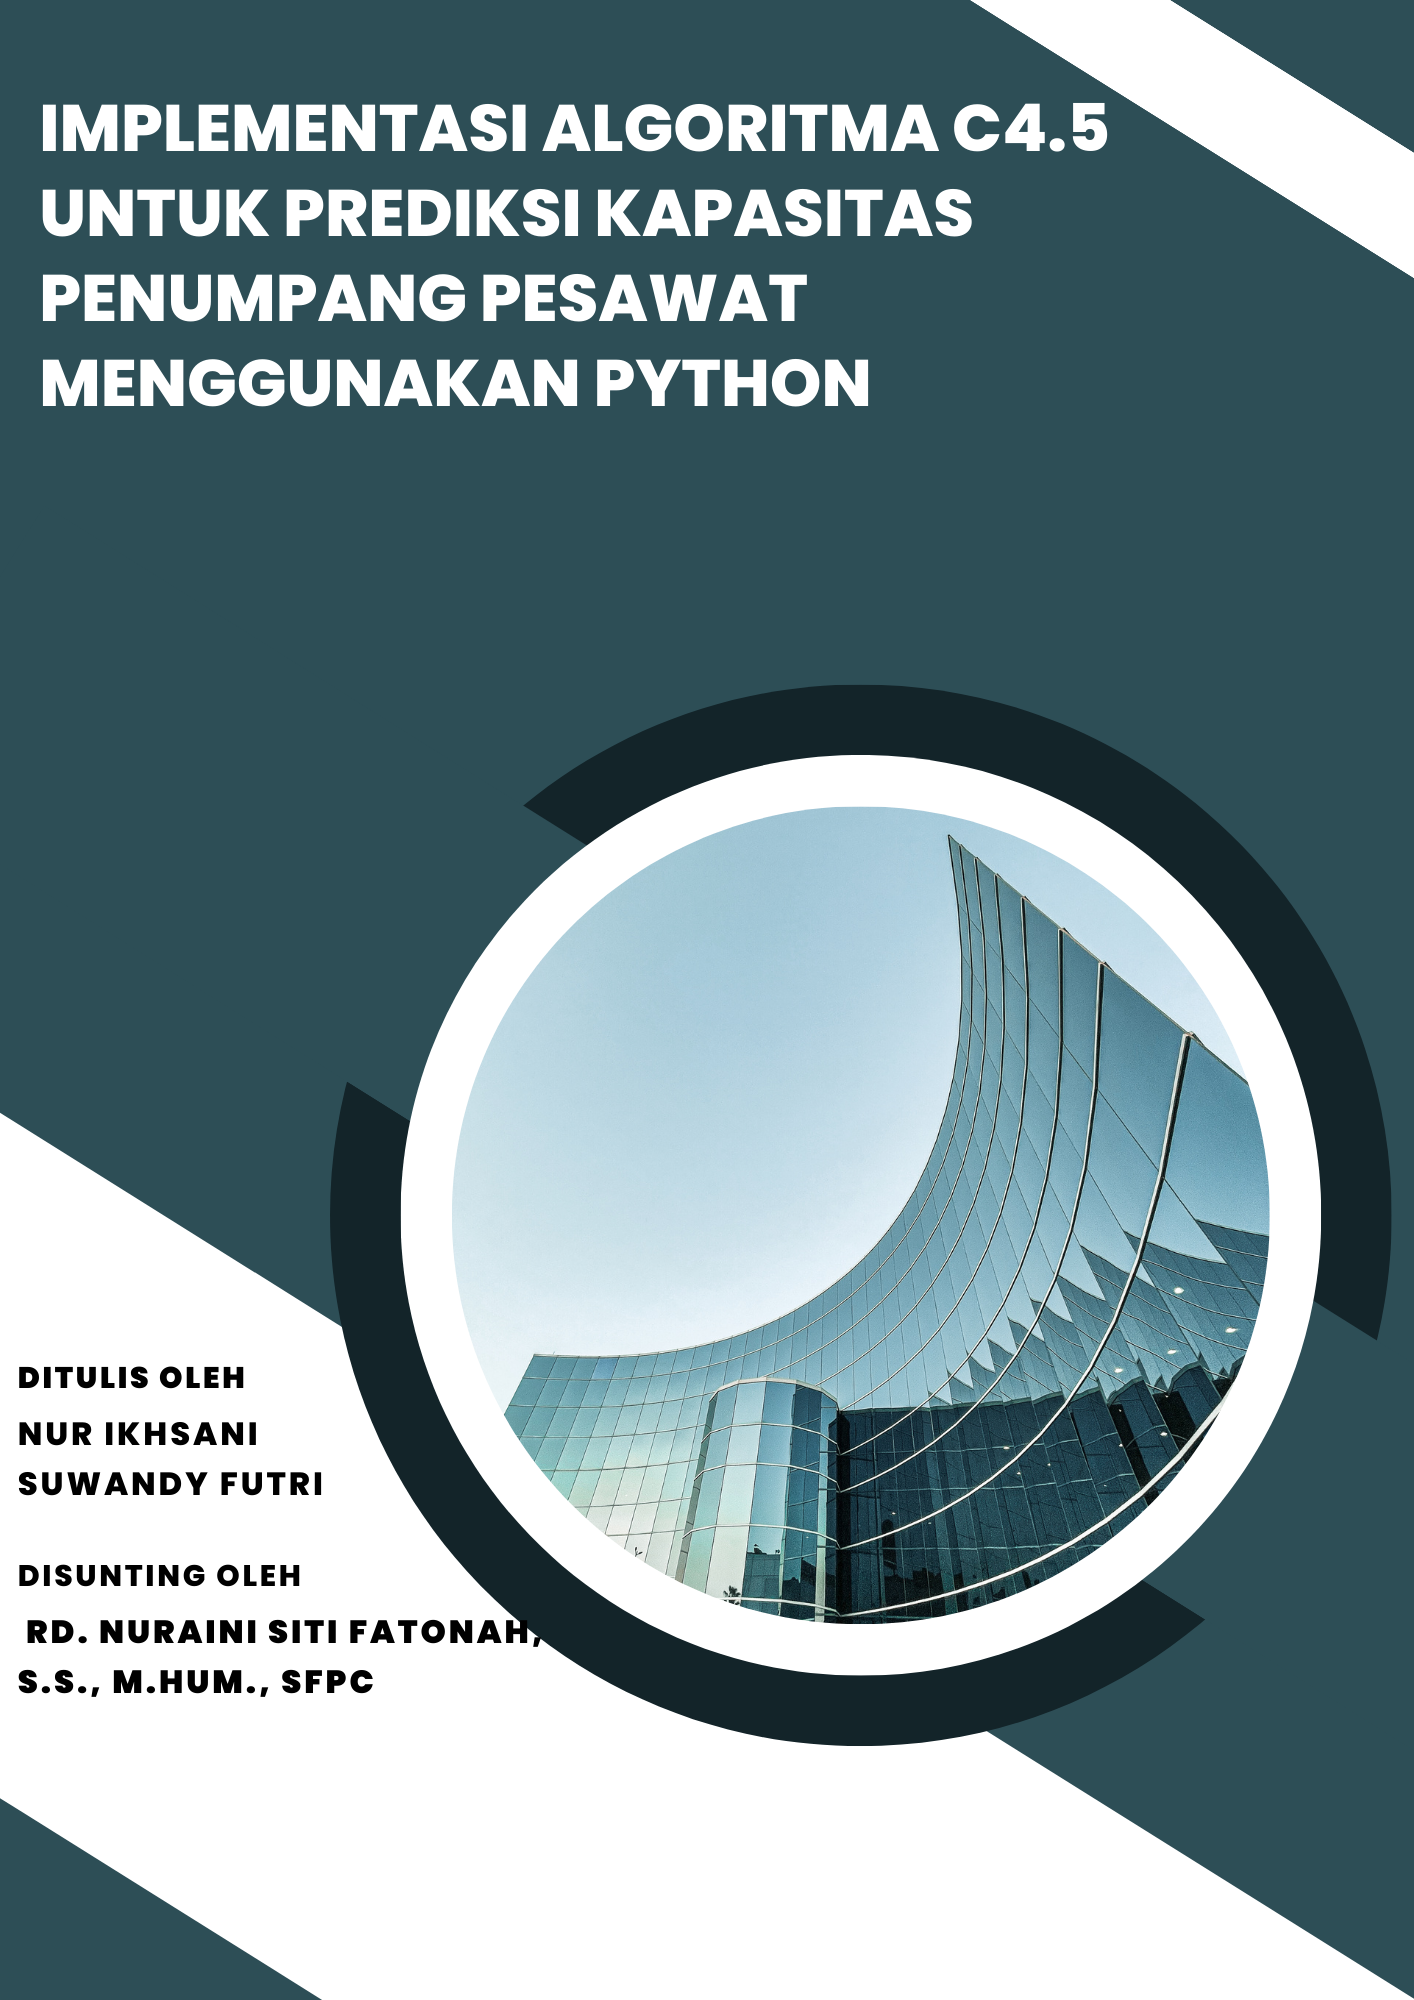 IMPLEMENTASI ALGORITMA C4.5
UNTUK PREDIKSI KAPASITAS
PENUMPANG PESAWAT
MENGGUNAKAN PYTHON
DITULIS OLEH
NUR IKHSANI
SUWANDY FUTRI
DISUNTING OLEH
RD. NURAINI SITI FATONAH,
S.S., M.HUM., SFPC